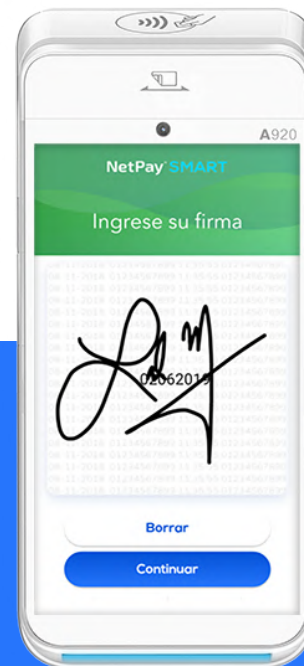 A920
NetPay SMART
Ingrese su firma
02062019
Borrar
Continuar